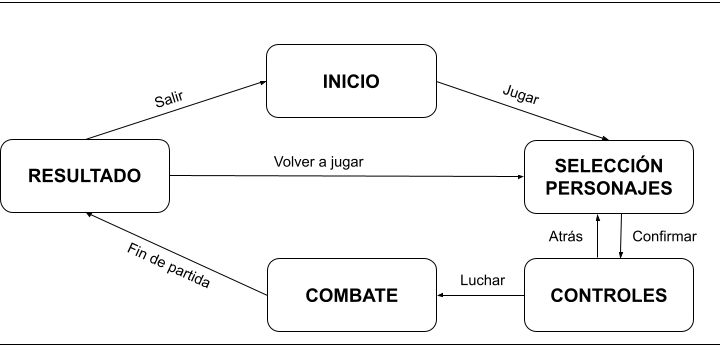 INICIO
Salir
Jugar
RESULTADO
Volver a jugar
SELECCIÓN
PERSONAJES
Atrás
Confirmar
Fin de partida
COMBATE
Luchar
CONTROLES